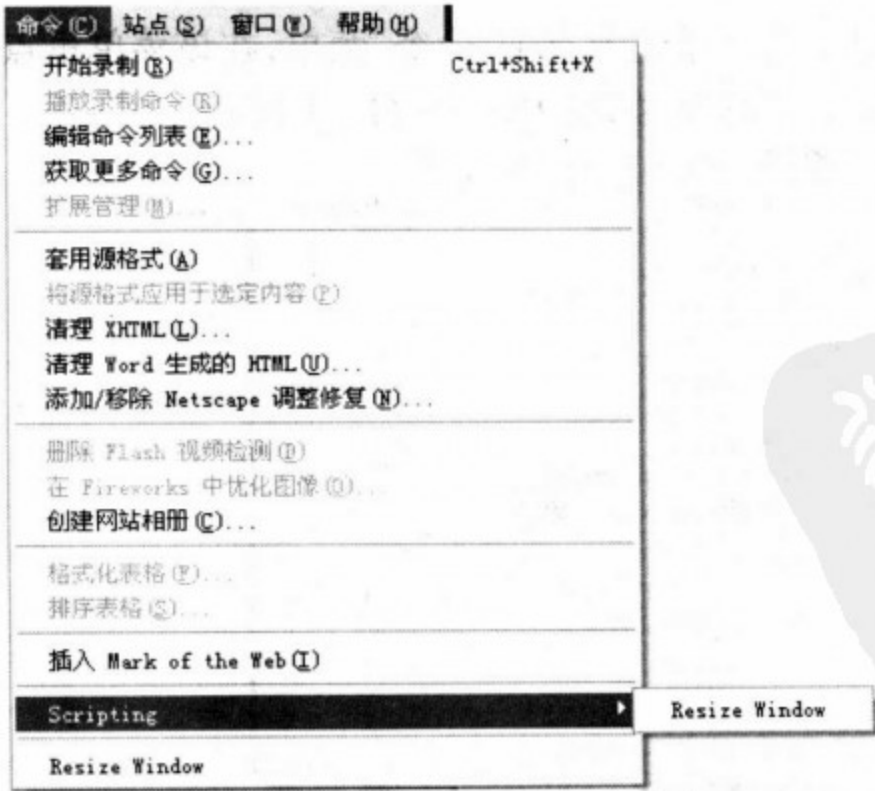 命令(C) 站点(S) 窗口(W) 帮助(H)
开始录制(R) Ctrl+Shift+X
播放录制命令(R)
编辑命令列表(E)...
获取更多命令(G)...
扩展管理(M)...
套用源格式(A)
将源格式应用于选定内容(P)
清理 XHTML(L)...
清理 Word 生成的 HTML(U)...
添加/移除 Netscape 调整修复(N)...
删除 Flash 视频检测(D)
在 Fireworks 中优化图像(O)...
创建网站相册(C)...
格式化表格(F)...
排序表格(S)...
插入 Mark of the Web(I)
Scripting Resize Window
Resize Window